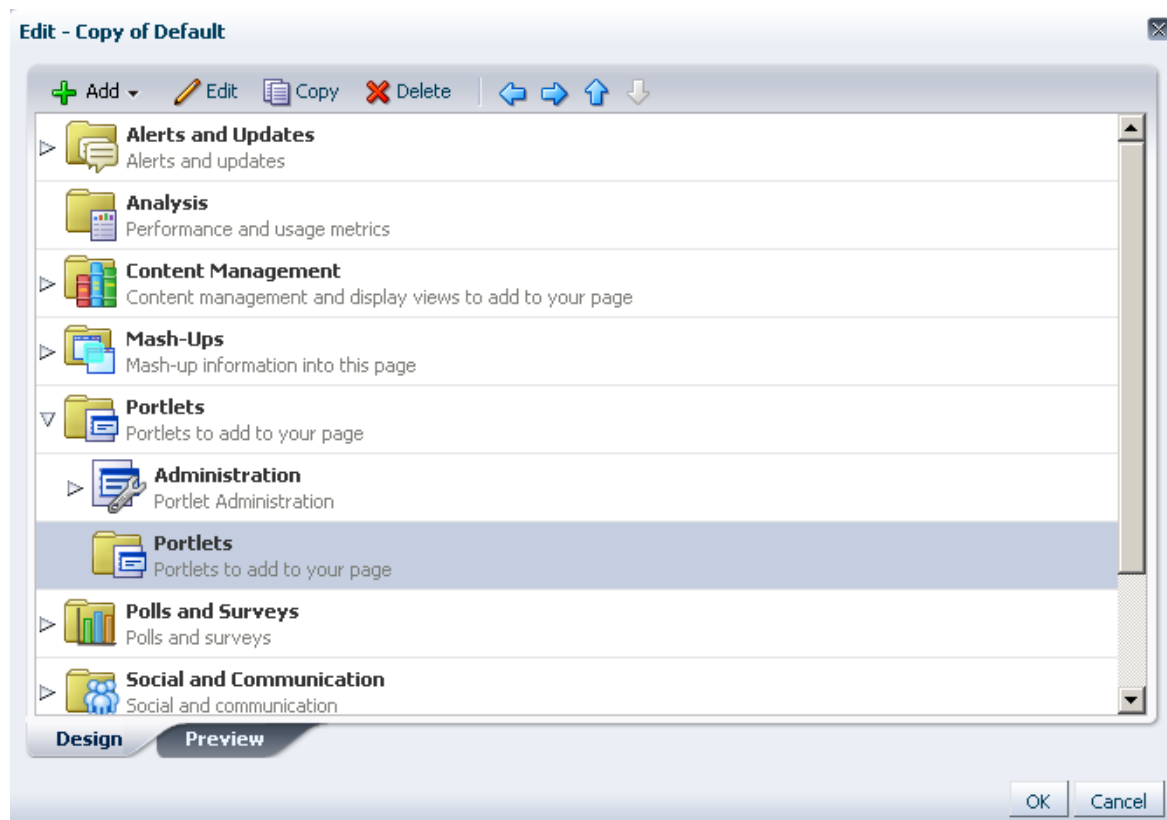 Edit - Copy of Default
Add Edit Copy Delete
Alerts and Updates
Alerts and updates
Analysis
Performance and usage metrics
Content Management
Content management and display views to add to your page
Mash-Ups
Mash-up information into this page
Portlets
Portlets to add to your page
Administration
Portlet Administration
Portlets
Portlets to add to your page
Polls and Surveys
Polls and surveys
Social and Communication
Social and communication
Design Preview
OK Cancel